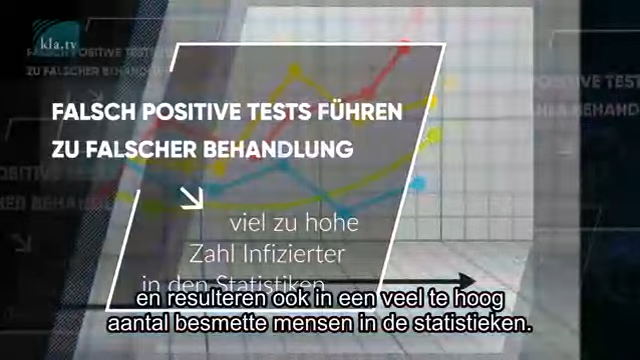 kla.tv
FALSCH POSITIVE TESTS FÜHREN
ZU FALSCHER BEHANDLUNG
viel zu hohe
Zahl Infizierter
in den Statistiken
en resulteren ook in een veel te hoog
aantal besmette mensen in de statistieken.